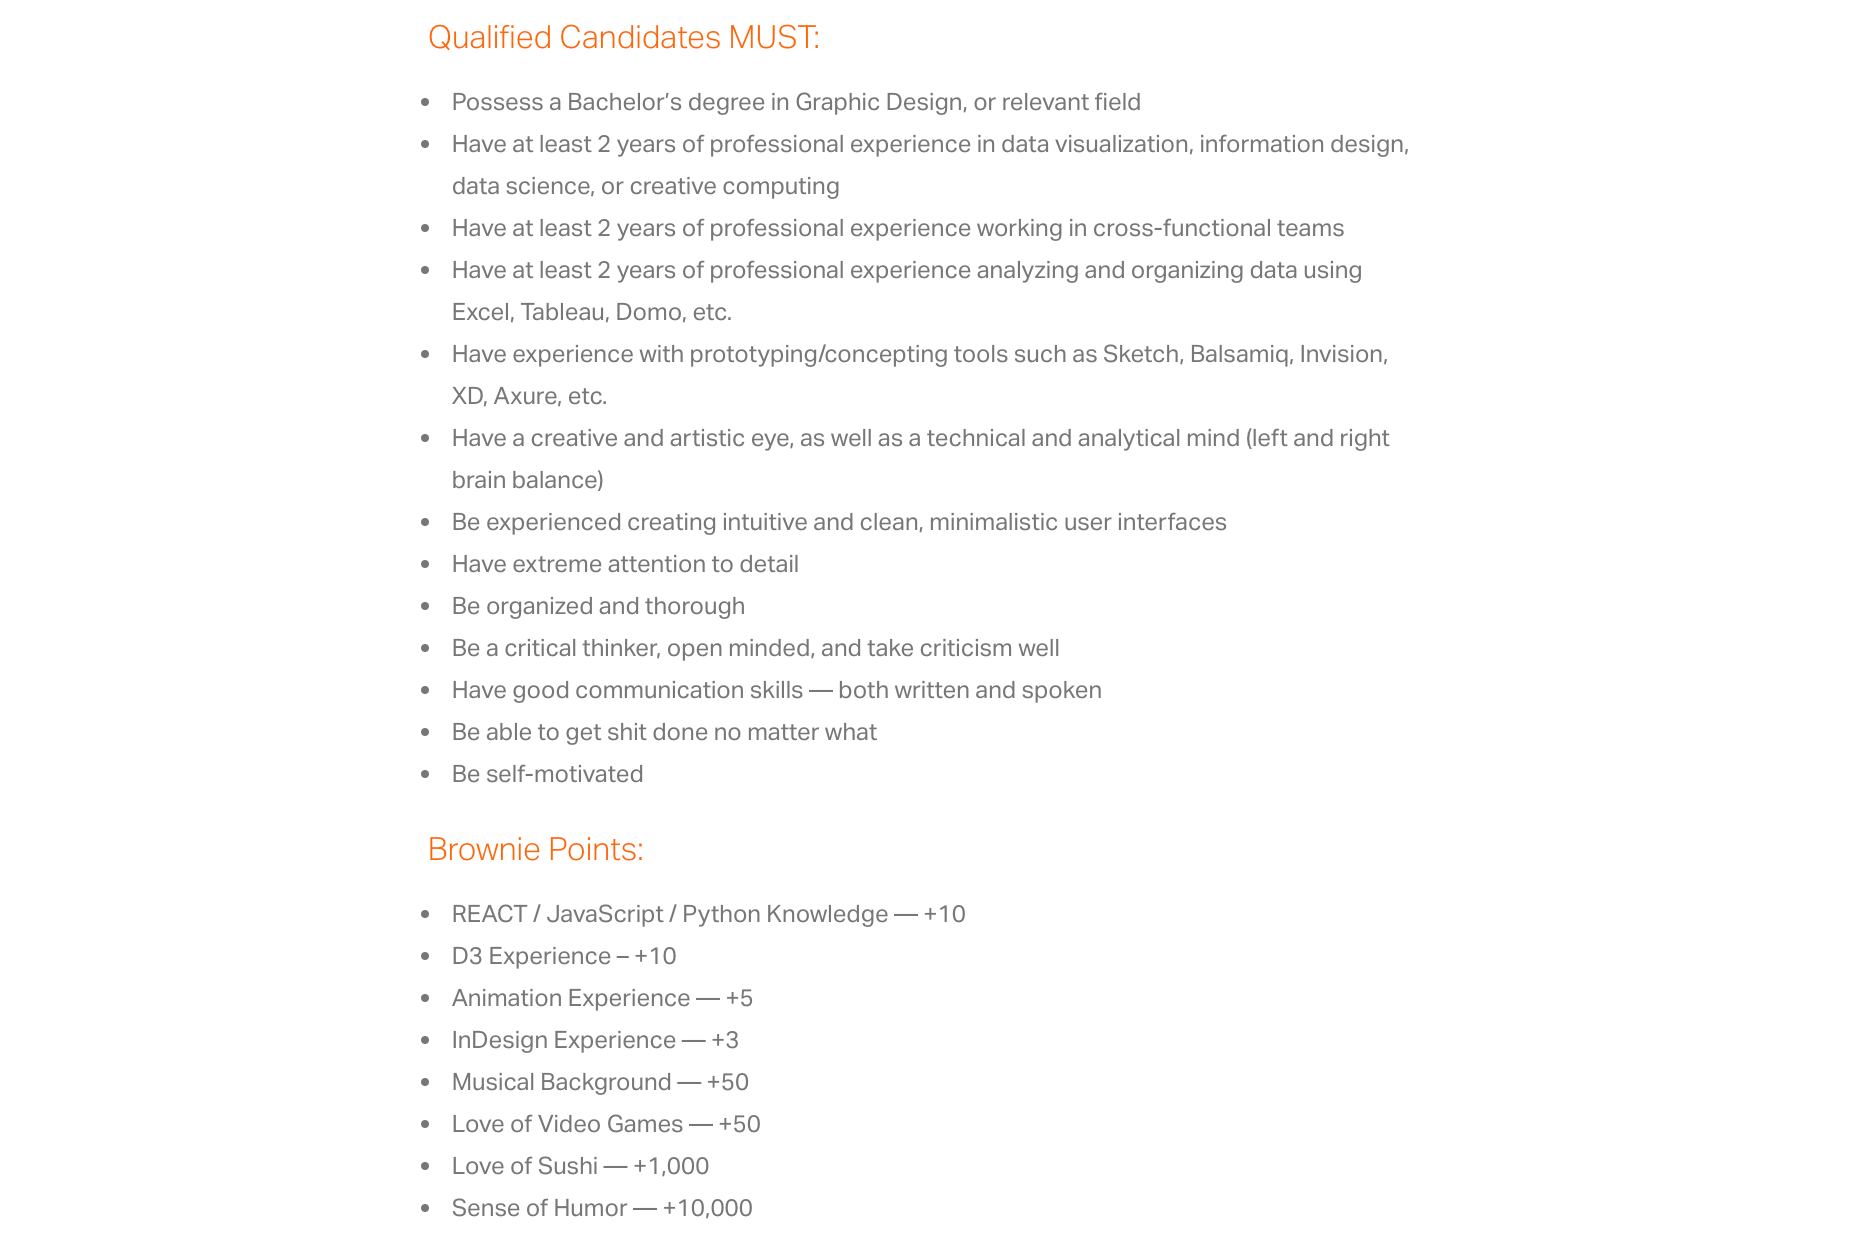 Qualified Candidates MUST:
• Possess a Bachelor’s degree in Graphic Design, or relevant field
• Have at least 2 years of professional experience in data visualization, information design,
data science, or creative computing
• Have at least 2 years of professional experience working in cross-functional teams
• Have at least 2 years of professional experience analyzing and organizing data using
Excel, Tableau, Domo, etc.
• Have experience with prototyping/concepting tools such as Sketch, Balsamiq, Invision,
XD, Axure, etc.
• Have a creative and artistic eye, as well as a technical and analytical mind (left and right
brain balance)
• Be experienced creating intuitive and clean, minimalistic user interfaces
• Have extreme attention to detail
• Be organized and thorough
• Be a critical thinker, open minded, and take criticism well
• Have good communication skills — both written and spoken
• Be able to get shit done no matter what
• Be self-motivated
Brownie Points:
• REACT / JavaScript / Python Knowledge — +10
• D3 Experience – +10
• Animation Experience — +5
• InDesign Experience — +3
• Musical Background — +50
• Love of Video Games — +50
• Love of Sushi — +1,000
• Sense of Humor — +10,000